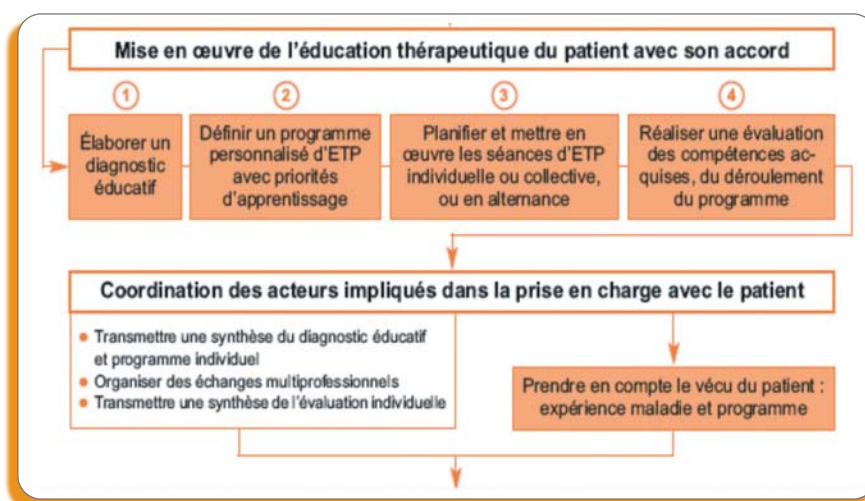 Mise en œuvre de l'éducation thérapeutique du patient avec son accord
1
2
3
4
Élaborer un
diagnostic
éducatif
Définir un programme
personnalisé d'ETP
avec priorités
d'apprentissage
Planifier et mettre en
œuvre les séances d'ETP
individuelle ou collective,
ou en alternance
Réaliser une évaluation
des compétences ac-
quises, du déroulement
du programme
Coordination des acteurs impliqués dans la prise en charge avec le patient
● Transmettre une synthèse du diagnostic éducatif
et programme individuel
● Organiser des échanges multiprofessionnels
● Transmettre une synthèse de l'évaluation individuelle
Prendre en compte le vécu du patient :
expérience maladie et programme